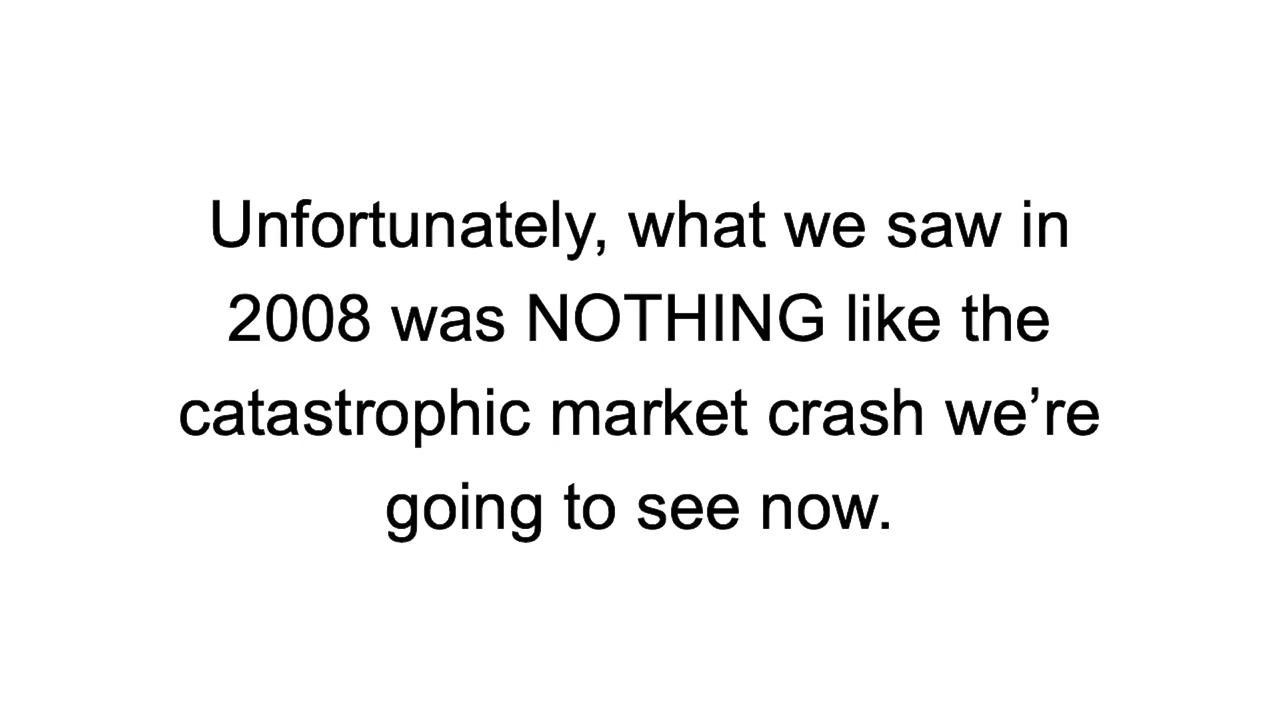 Unfortunately, what we saw in
2008 was NOTHING like the
catastrophic market crash we’re
going to see now.